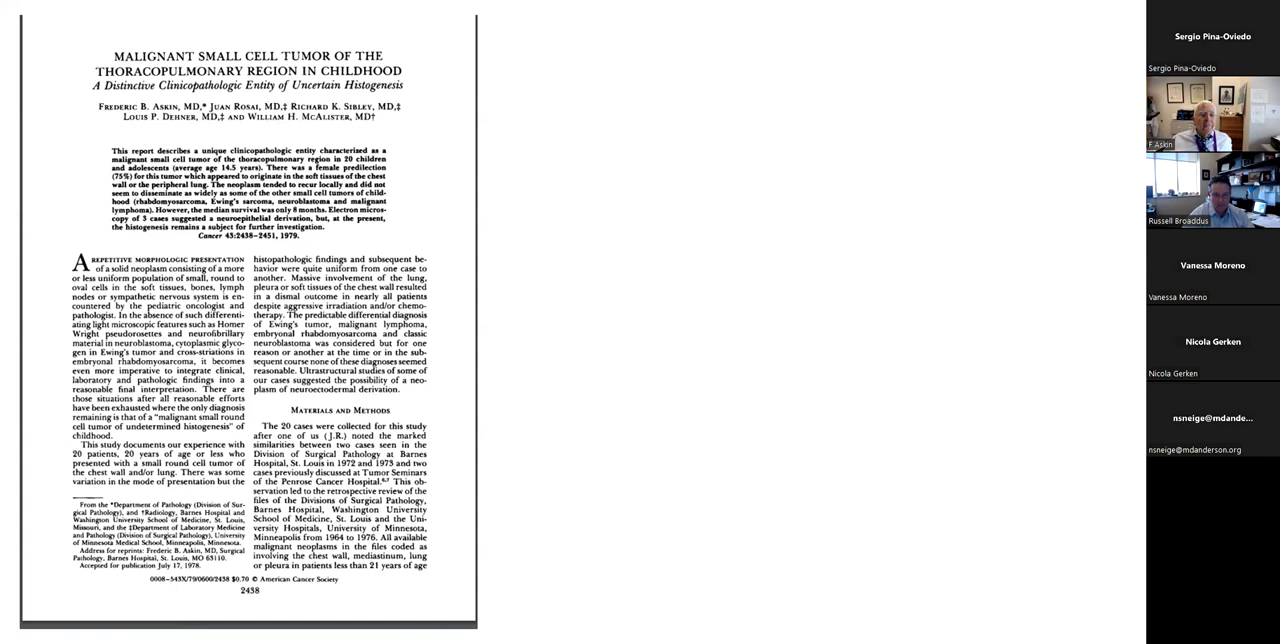 MALIGNANT SMALL CELL TUMOR OF THE
THORACOPULMONARY REGION IN CHILDHOOD
A Distinctive Clinicopathologic Entity of Uncertain Histogenesis
FREDERIC B. ASKIN, MD,* JUAN ROSAI, MD,‡ RICHARD K. SIBLEY, MD,‡
LOUIS P. DEHNER, MD,‡ AND WILLIAM H. MCALISTER, MD†
This report describes a unique clinicopathologic entity characterized as a
malignant small cell tumor of the thoracopulmonary region in 20 children
and adolescents (average age 14.5 years). There was a female predilection
(75%) for this tumor which appeared to originate in the soft tissues of the chest
wall or the peripheral lung. The neoplasm tended to recur locally and did not
seem to disseminate as widely as some of the other small cell tumors of child-
hood (rhabdomyosarcoma, Ewing's sarcoma, neuroblastoma and malignant
lymphoma). However, the median survival was only 8 months. Electron micros-
copy of 3 cases suggested a neuroepithelial derivation, but, at the present,
the histogenesis remains a subject for further investigation.
Cancer 43:2438-2451, 1979.
A REPETITIVE MORPHOLOGIC PRESENTATION
of a solid neoplasm consisting of a more
or less uniform population of small, round to
oval cells in the soft tissues, bones, lymph
nodes or sympathetic nervous system is en-
countered by the pediatric oncologist and
pathologist. In the absence of such differenti-
ating light microscopic features such as Homer
Wright pseudorosettes and neurofibrillary
material in neuroblastoma, cytoplasmic glyco-
gen in Ewing's tumor and cross-striations in
embryonal rhabdomyosarcoma, it becomes
even more imperative to integrate clinical,
laboratory and pathologic findings into a
reasonable final interpretation. There are
those situations after all reasonable efforts
have been exhausted where the only diagnosis
remaining is that of a "malignant small round
cell tumor of undetermined histogenesis" of
childhood.
This study documents our experience with
20 patients, 20 years of age or less who
presented with a small round cell tumor of
the chest wall and/or lung. There was some
variation in the mode of presentation but the
From the *Department of Pathology (Division of Sur-
gical Pathology), and †Radiology, Barnes Hospital and
Washington University School of Medicine, St. Louis,
Missouri, and the ‡Department of Laboratory Medicine
and Pathology (Division of Surgical Pathology), University
of Minnesota Medical School, Minneapolis, Minnesota.
Address for reprints: Frederic B. Askin, MD, Surgical
Pathology, Barnes Hospital, St. Louis, MO 63110.
Accepted for publication July 17, 1978.
histopathologic findings and subsequent be-
havior were quite uniform from one case to
another. Massive involvement of the lung,
pleura or soft tissues of the chest wall resulted
in a dismal outcome in nearly all patients
despite aggressive irradiation and/or chemo-
therapy. The predictable differential diagnosis
of Ewing's tumor, malignant lymphoma,
embryonal rhabdomyosarcoma and classic
neuroblastoma was considered but for one
reason or another at the time or in the sub-
sequent course none of these diagnoses seemed
reasonable. Ultrastructural studies of some of
our cases suggested the possibility of a neo-
plasm of neuroectodermal derivation.
MATERIALS AND METHODS
The 20 cases were collected for this study
after one of us (J.R.) noted the marked
similarities between two cases seen in the
Division of Surgical Pathology at Barnes
Hospital, St. Louis in 1972 and 1973 and two
cases previously discussed at Tumor Seminars
of the Penrose Cancer Hospital.⁶,⁷ This ob-
servation led to the retrospective review of the
files of the Divisions of Surgical Pathology,
Barnes Hospital, Washington University
School of Medicine, St. Louis and the Uni-
versity Hospitals, University of Minnesota,
Minneapolis from 1964 to 1976. All available
malignant neoplasms in the files coded as
involving the chest wall, mediastinum, lung
or pleura in patients less than 21 years of age
0008-543X/79/0600/2438 $0.70 © American Cancer Society
2438
Sergio Pina-Oviedo
Sergio Pina-Oviedo
F Askin
Russell Broaddus
Vanessa Moreno
Vanessa Moreno
Nicola Gerken
Nicola Gerken
nsneige@mdande...
nsneige@mdanderson.org